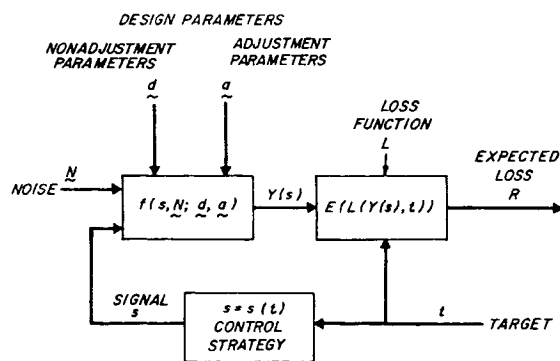 DESIGN PARAMETERS
NONADJUSTMENT
PARAMETERS
ADJUSTMENT
PARAMETERS
d
a
LOSS
FUNCTION
L
EXPECTED
LOSS
R
N
NOISE
f(s, N; d, a)
Y(s)
E(L(Y(s), t))
SIGNAL
s
s = s(t)
CONTROL
STRATEGY
t
TARGET